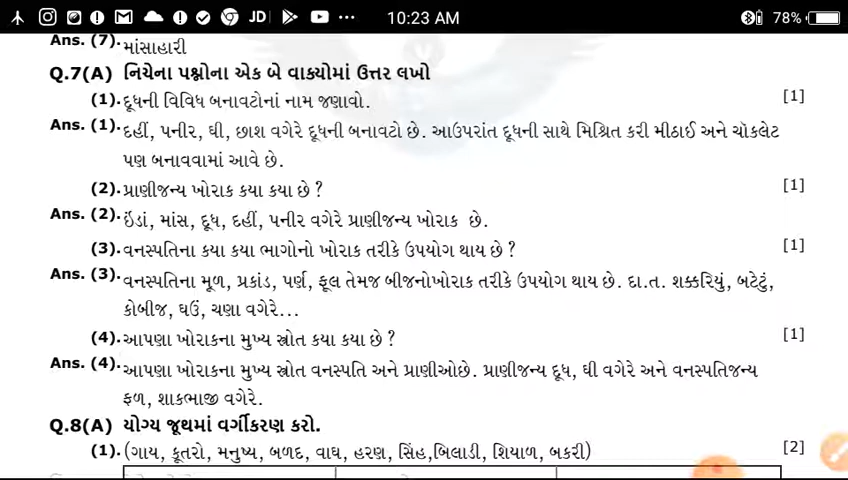 JD 10:23 AM 78%
Ans. (7). માંસાહારી
Q.7(A) નિચેના પશ્નોના એક બે વાક્યોમાં ઉત્તર લખો
(1). દૂધની વિવિધ બનાવટોનાં નામ જણાવો. [1]
Ans. (1). દહીં, પનીર, ઘી, છાશ વગેરે દૂધની બનાવટો છે. આઉપરાંત દૂધની સાથે મિશ્રિત કરી મીઠાઈ અને ચૉકલેટ
પણ બનાવવામાં આવે છે.
(2). પ્રાણીજન્ય ખોરાક કયા કયા છે ? [1]
Ans. (2). ઇંડાં, માંસ, દૂધ, દહીં, પનીર વગેરે પ્રાણીજન્ય ખોરાક છે.
(3). વનસ્પતિના કયા કયા ભાગોનો ખોરાક તરીકે ઉપયોગ થાય છે ? [1]
Ans. (3). વનસ્પતિના મૂળ, પ્રકાંડ, પર્ણ, ફૂલ તેમજ બીજનોખોરાક તરીકે ઉપયોગ થાય છે. દા.ત. શક્કરિયું, બટેટું,
કોબીજ, ઘઉં, ચણા વગેરે...
(4). આપણા ખોરાકના મુખ્ય સ્રોત કયા કયા છે ? [1]
Ans. (4). આપણા ખોરાકના મુખ્ય સ્રોત વનસ્પતિ અને પ્રાણીઓછે. પ્રાણીજન્ય દૂધ, ઘી વગેરે અને વનસ્પતિજન્ય
ફળ, શાકભાજી વગેરે.
Q.8(A) યોગ્ય જૂથમાં વર્ગીકરણ કરો.
(1). (ગાય, કૂતરો, મનુષ્ય, બળદ, વાઘ, હરણ, સિંહ,બિલાડી, શિયાળ, બકરી) [2]